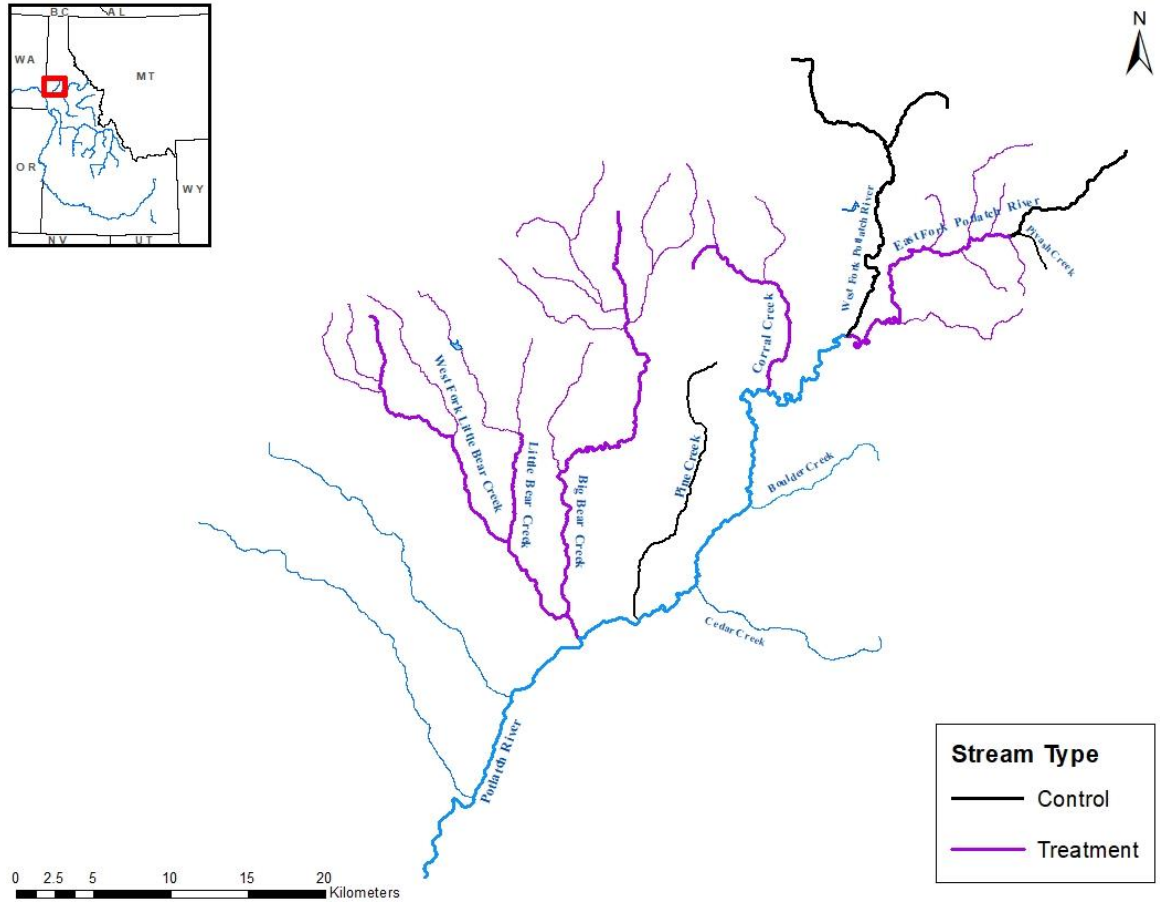 BC
AL
WA
MT
OR
WY
NV
UT
N
West Fork Potlatch River
East Fork Potlatch River
Pivash Creek
Corral Creek
West Fork Little Bear Creek
Little Bear Creek
Big Bear Creek
Pine Creek
Boulder Creek
Cedar Creek
Potlatch River
Stream Type
Control
Treatment
0 2.5 5 10 15 20
Kilometers